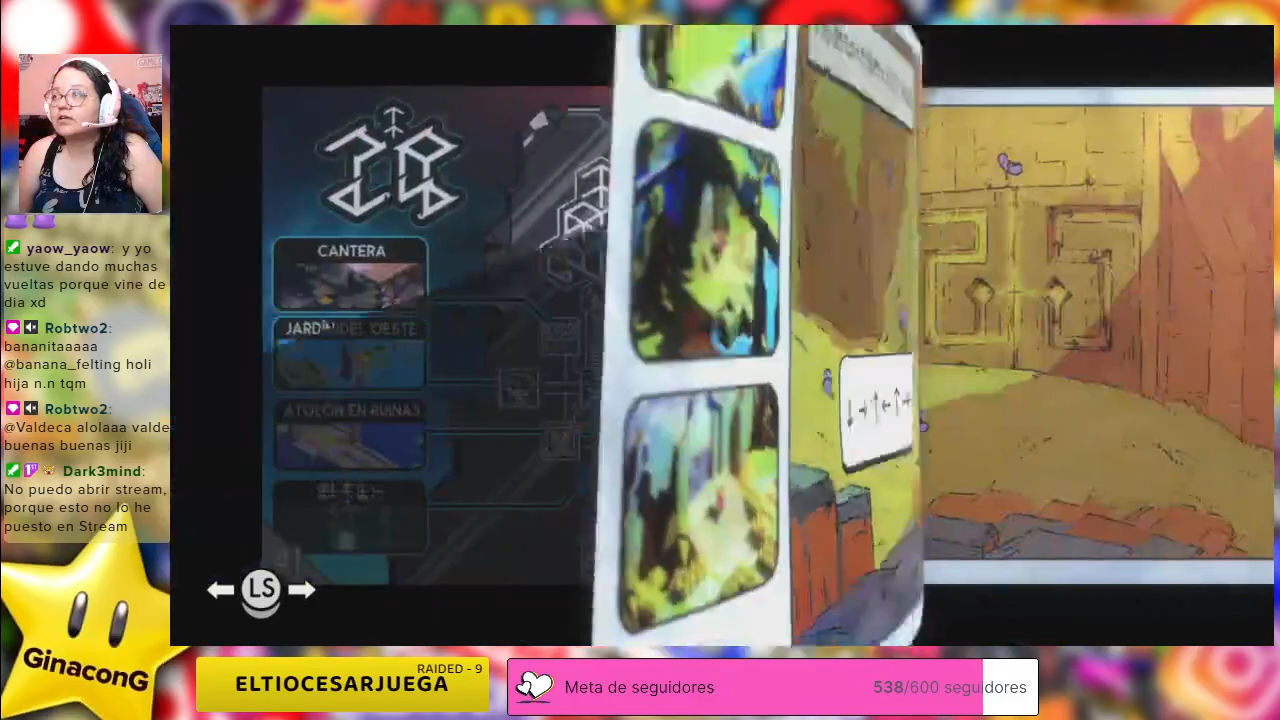 yaow_yaow: y yo
estuve dando muchas
vueltas porque vine de
dia xd
Robtwo2:
bananitaaaaa
@banana_felting holi
hija n.n tqm
Robtwo2:
@Valdeca alolaaa valde
buenas buenas jiji
1st Dark3mind:
No puedo abrir stream,
porque esto no lo he
puesto en Stream
CANTERA
JARDÍN DEL OESTE
ATOLÓN EN RUINAS
LS
GinaconG
RAIDED - 9
ELTIOCESARJUEGA
Meta de seguidores
538/600 seguidores